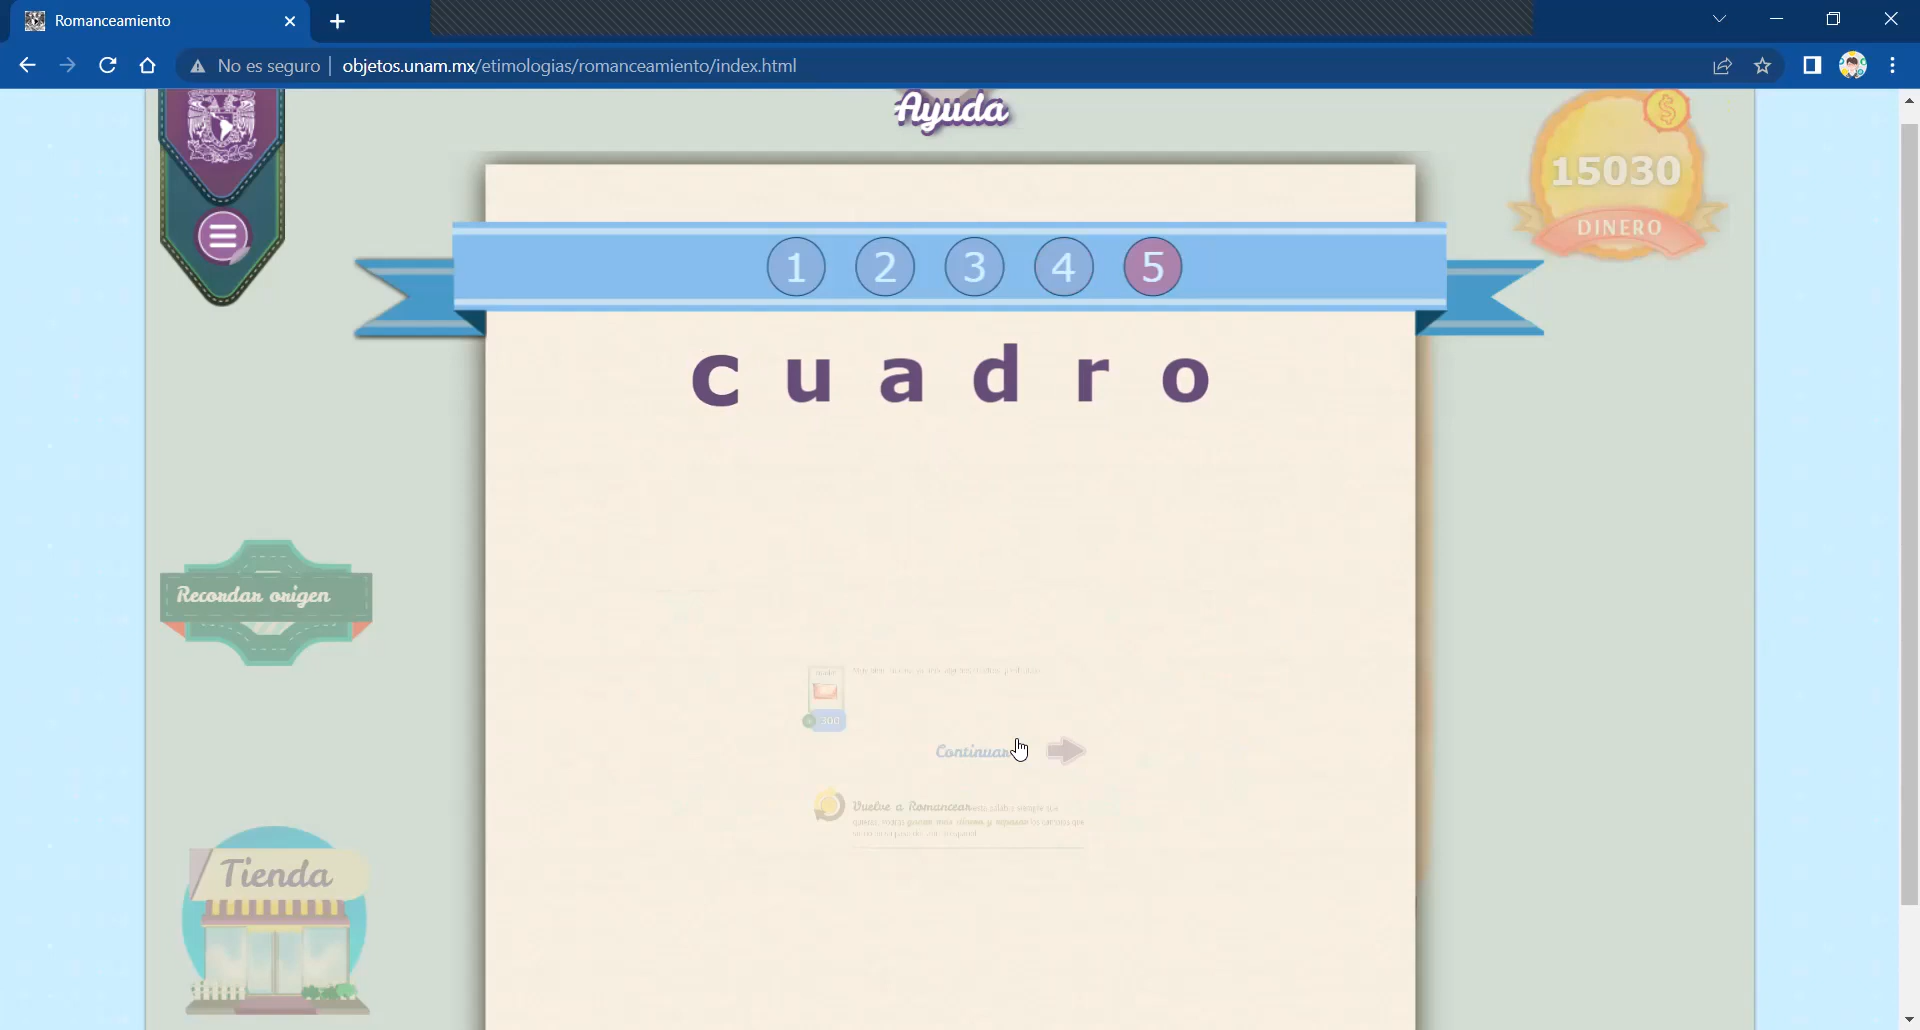 Romanceamiento
No es seguro objetos.unam.mx/etimologias/romanceamiento/index.html
Ayuda
15030
DINERO
1 2 3 4 5
c u a d r o
Recordar origen
300
Continuar
Vuelve a Romancear
Tienda